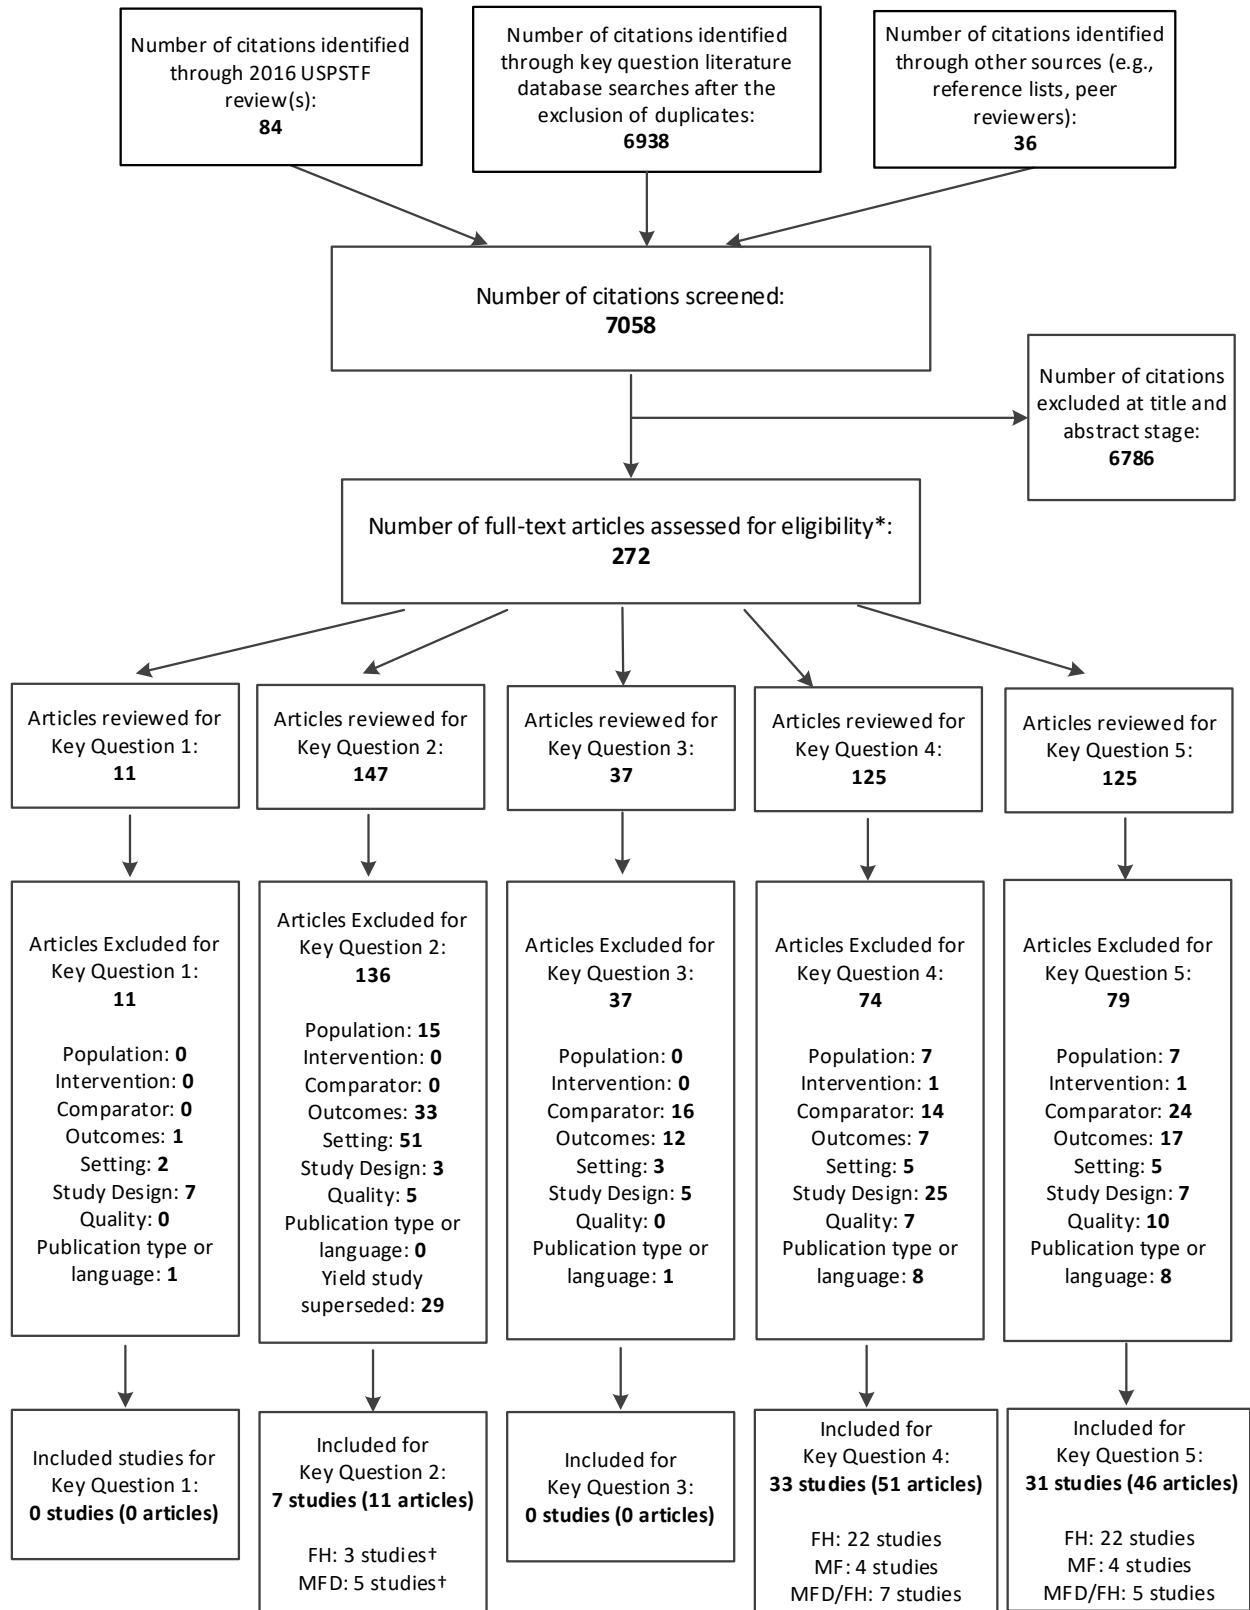 Number of citations identified
through 2016 USPSTF
review(s):
84
Number of citations identified
through key question literature
database searches after the
exclusion of duplicates:
6938
Number of citations identified
through other sources (e.g.,
reference lists, peer
reviewers):
36
Number of citations screened:
7058
Number of citations
excluded at title and
abstract stage:
6786
Number of full-text articles assessed for eligibility*:
272
Articles reviewed for
Key Question 1:
11
Articles reviewed for
Key Question 2:
147
Articles reviewed for
Key Question 3:
37
Articles reviewed for
Key Question 4:
125
Articles reviewed for
Key Question 5:
125
Articles Excluded for
Key Question 1:
11
Population: 0
Intervention: 0
Comparator: 0
Outcomes: 1
Setting: 2
Study Design: 7
Quality: 0
Publication type or
language: 1
Articles Excluded for
Key Question 2:
136
Population: 15
Intervention: 0
Comparator: 0
Outcomes: 33
Setting: 51
Study Design: 3
Quality: 5
Publication type or
language: 0
Yield study
superseded: 29
Articles Excluded for
Key Question 3:
37
Population: 0
Intervention: 0
Comparator: 16
Outcomes: 12
Setting: 3
Study Design: 5
Quality: 0
Publication type or
language: 1
Articles Excluded for
Key Question 4:
74
Population: 7
Intervention: 1
Comparator: 14
Outcomes: 7
Setting: 5
Study Design: 25
Quality: 7
Publication type or
language: 8
Articles Excluded for
Key Question 5:
79
Population: 7
Intervention: 1
Comparator: 24
Outcomes: 17
Setting: 5
Study Design: 7
Quality: 10
Publication type or
language: 8
Included studies for
Key Question 1:
0 studies (0 articles)
Included for
Key Question 2:
7 studies (11 articles)
FH: 3 studies†
MFD: 5 studies†
Included for
Key Question 3:
0 studies (0 articles)
Included for
Key Question 4:
33 studies (51 articles)
FH: 22 studies
MF: 4 studies
MFD/FH: 7 studies
Included for
Key Question 5:
31 studies (46 articles)
FH: 22 studies
MF: 4 studies
MFD/FH: 5 studies